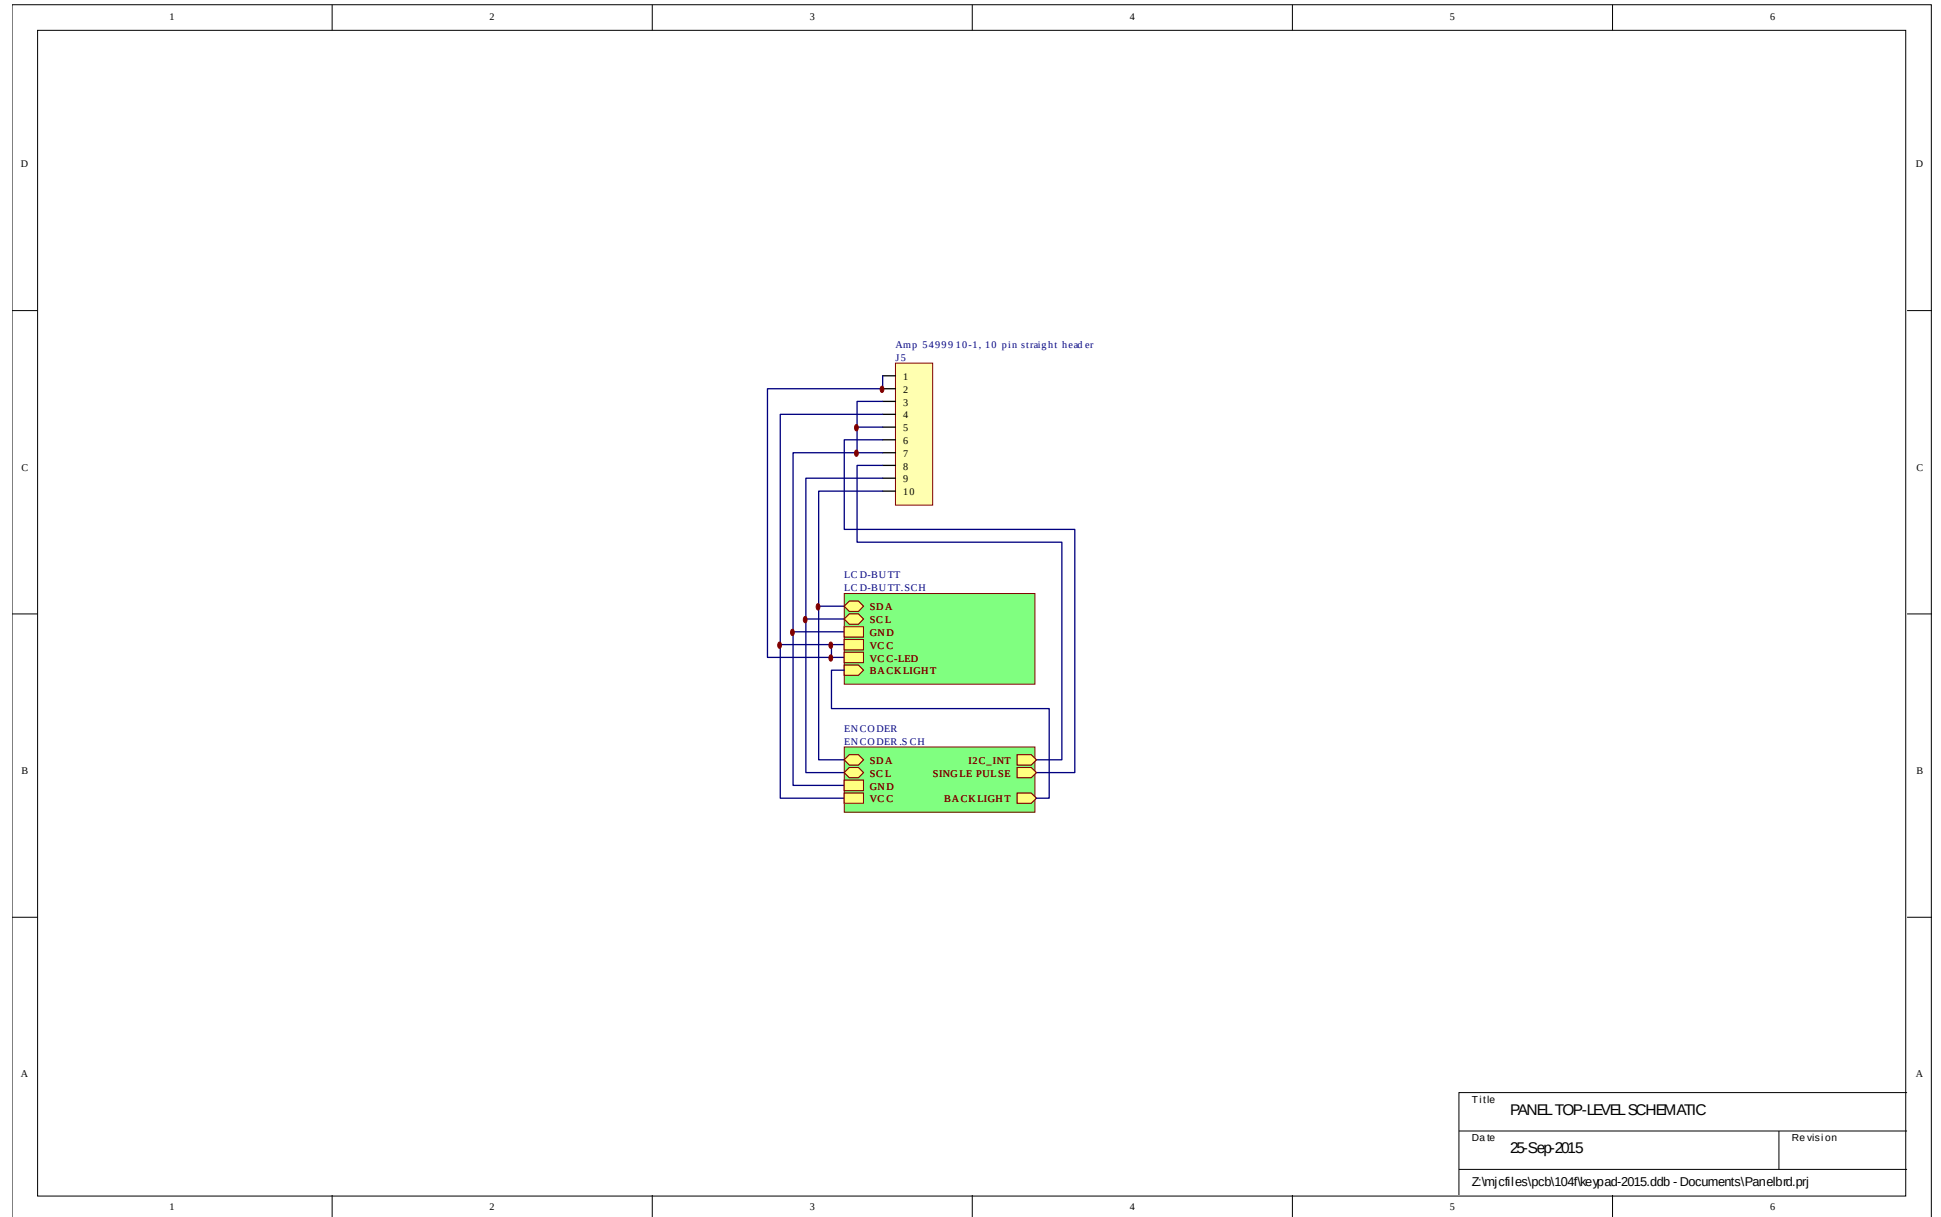 1 2 3 4 5 6
D D
Amp 5499910-1, 10 pin straight header
J5
1
2
3
4
5
6
7
8
9
10
C C
LCD-BUTT
LCD-BUTT.SCH
SDA
SCL
GND
VCC
VCC-LED
BACKLIGHT
ENCODER
ENCODER.SCH
SDA I2C_INT
SCL SINGLE PULSE
GND
VCC BACKLIGHT
B B
A A
Title PANEL TOP-LEVEL SCHEMATIC
Date 25-Sep-2015 Revision
Z:\mjcfiles\pcb\104f\keypad-2015.ddb - Documents\Panelbrd.prj
1 2 3 4 5 6